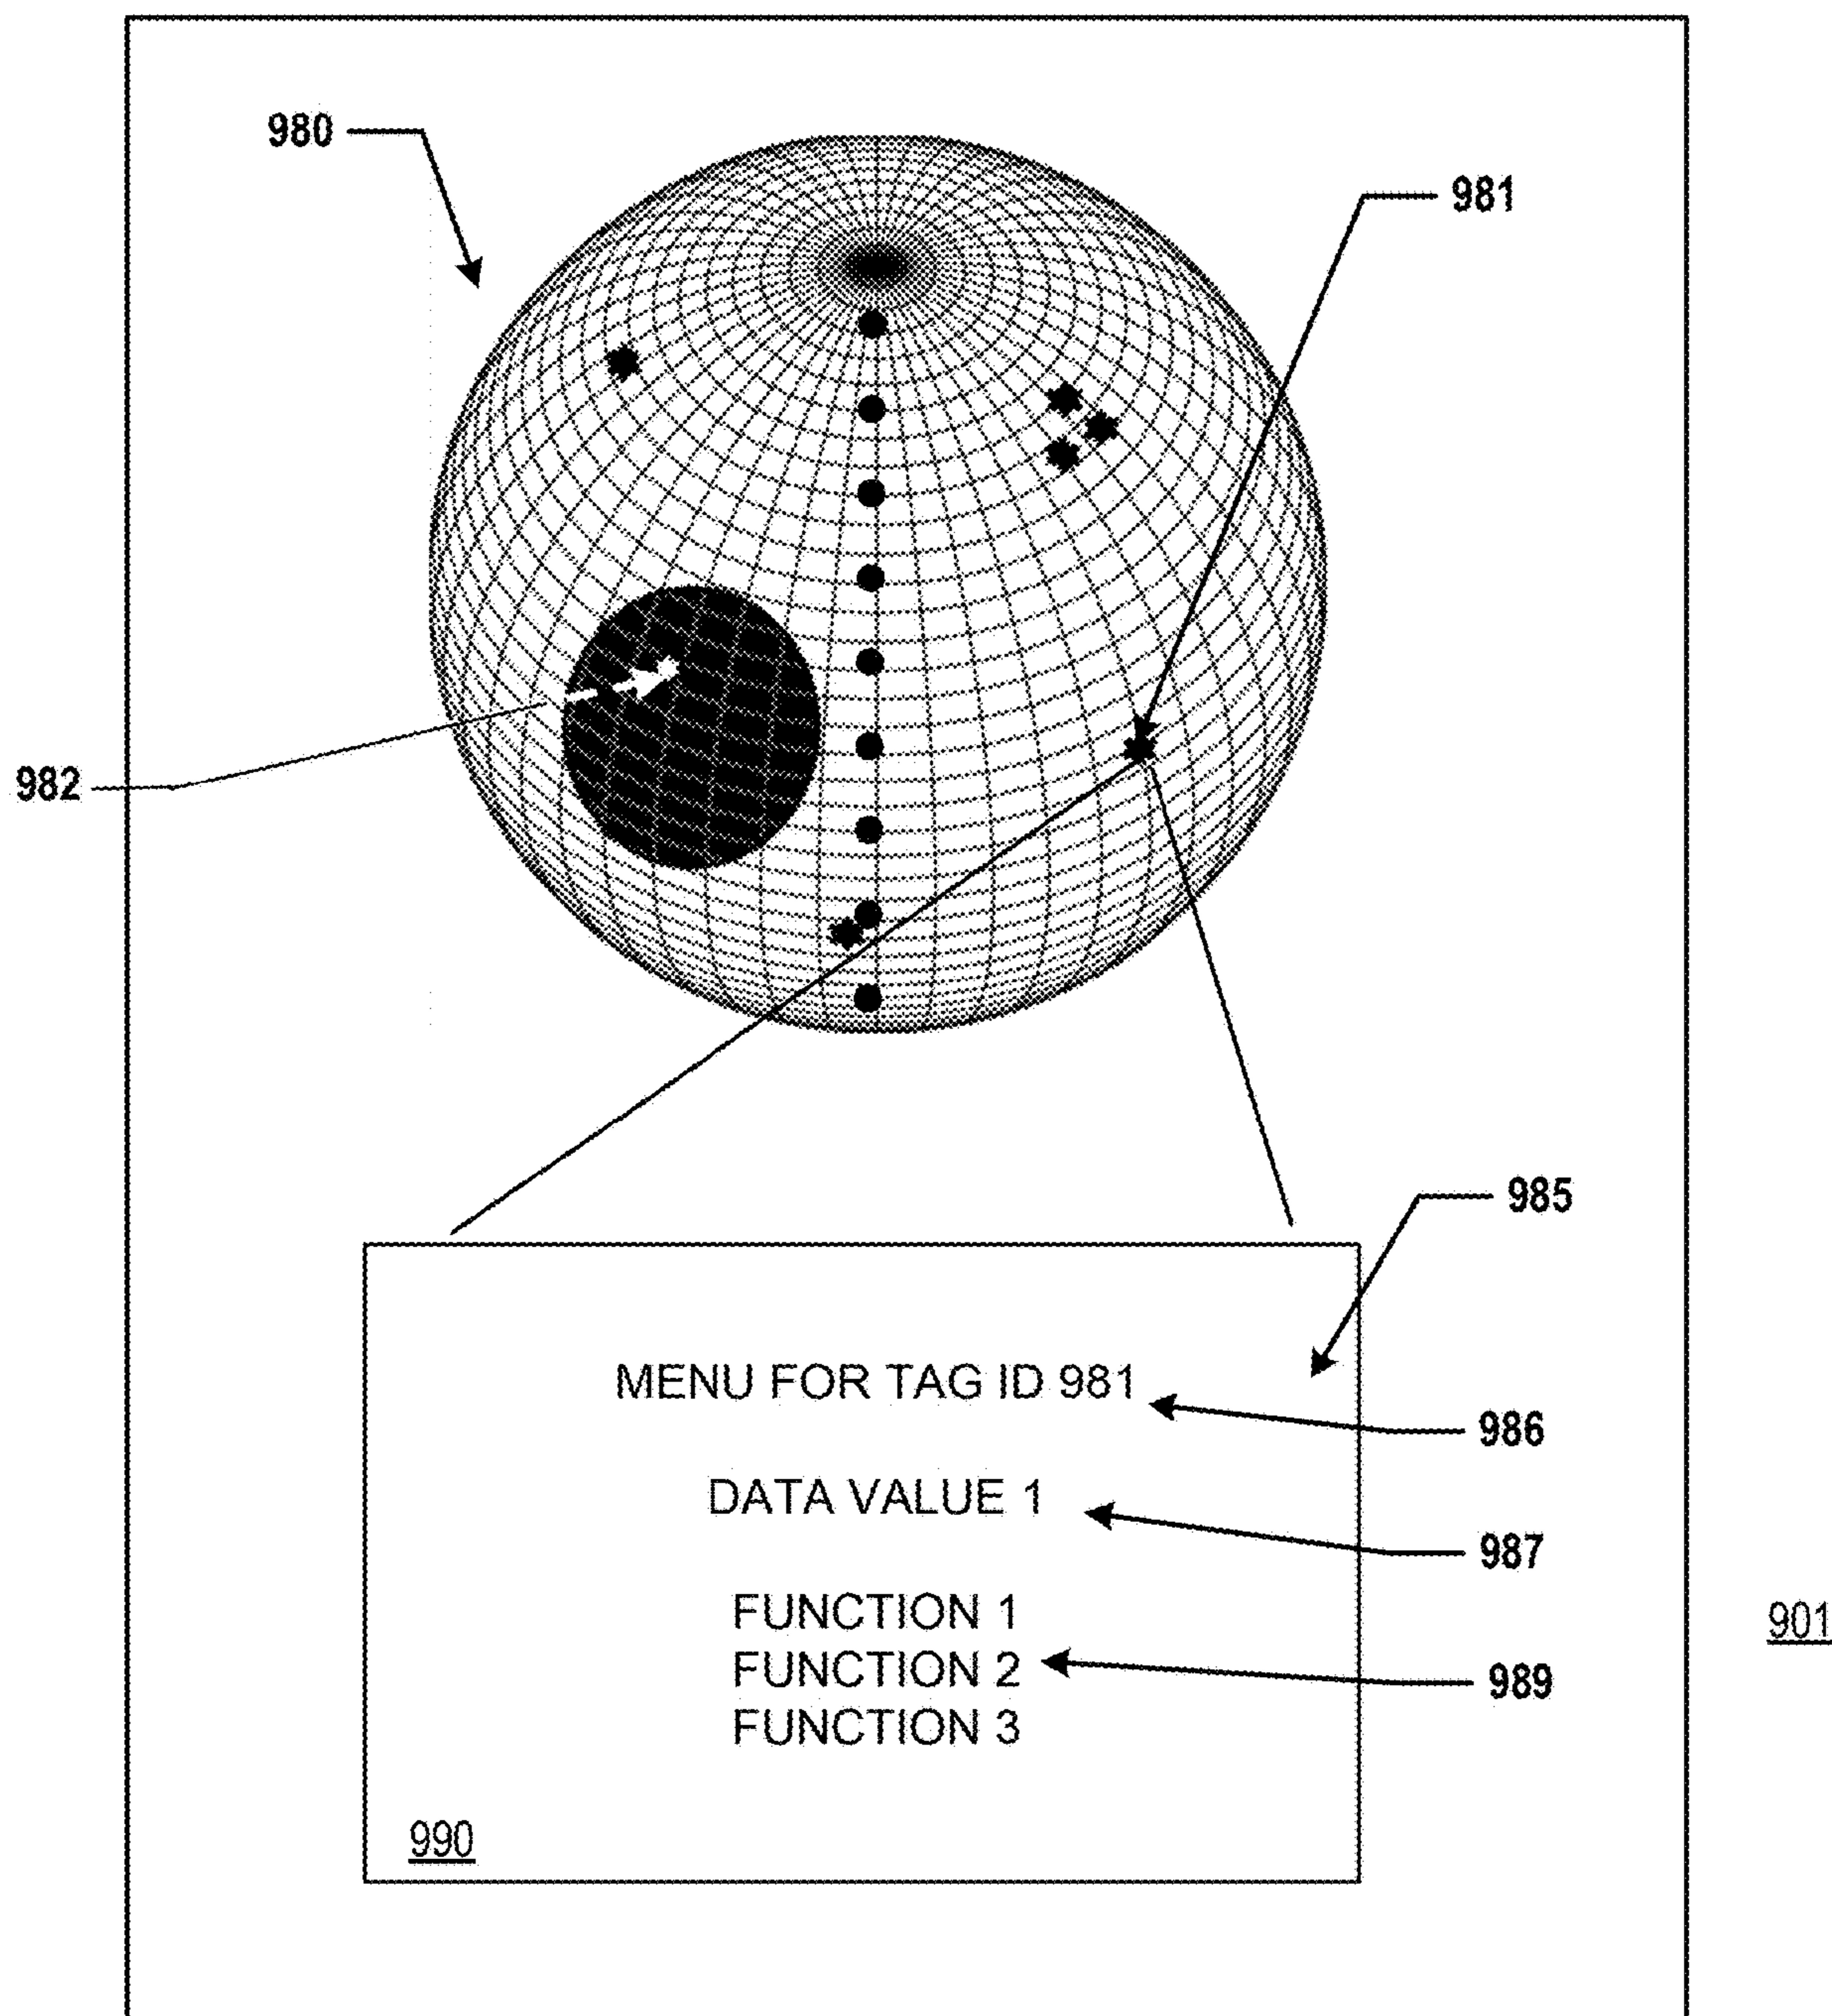 980
981
982
985
MENU FOR TAG ID 981
986
DATA VALUE 1
987
FUNCTION 1
901
FUNCTION 2
989
FUNCTION 3
990